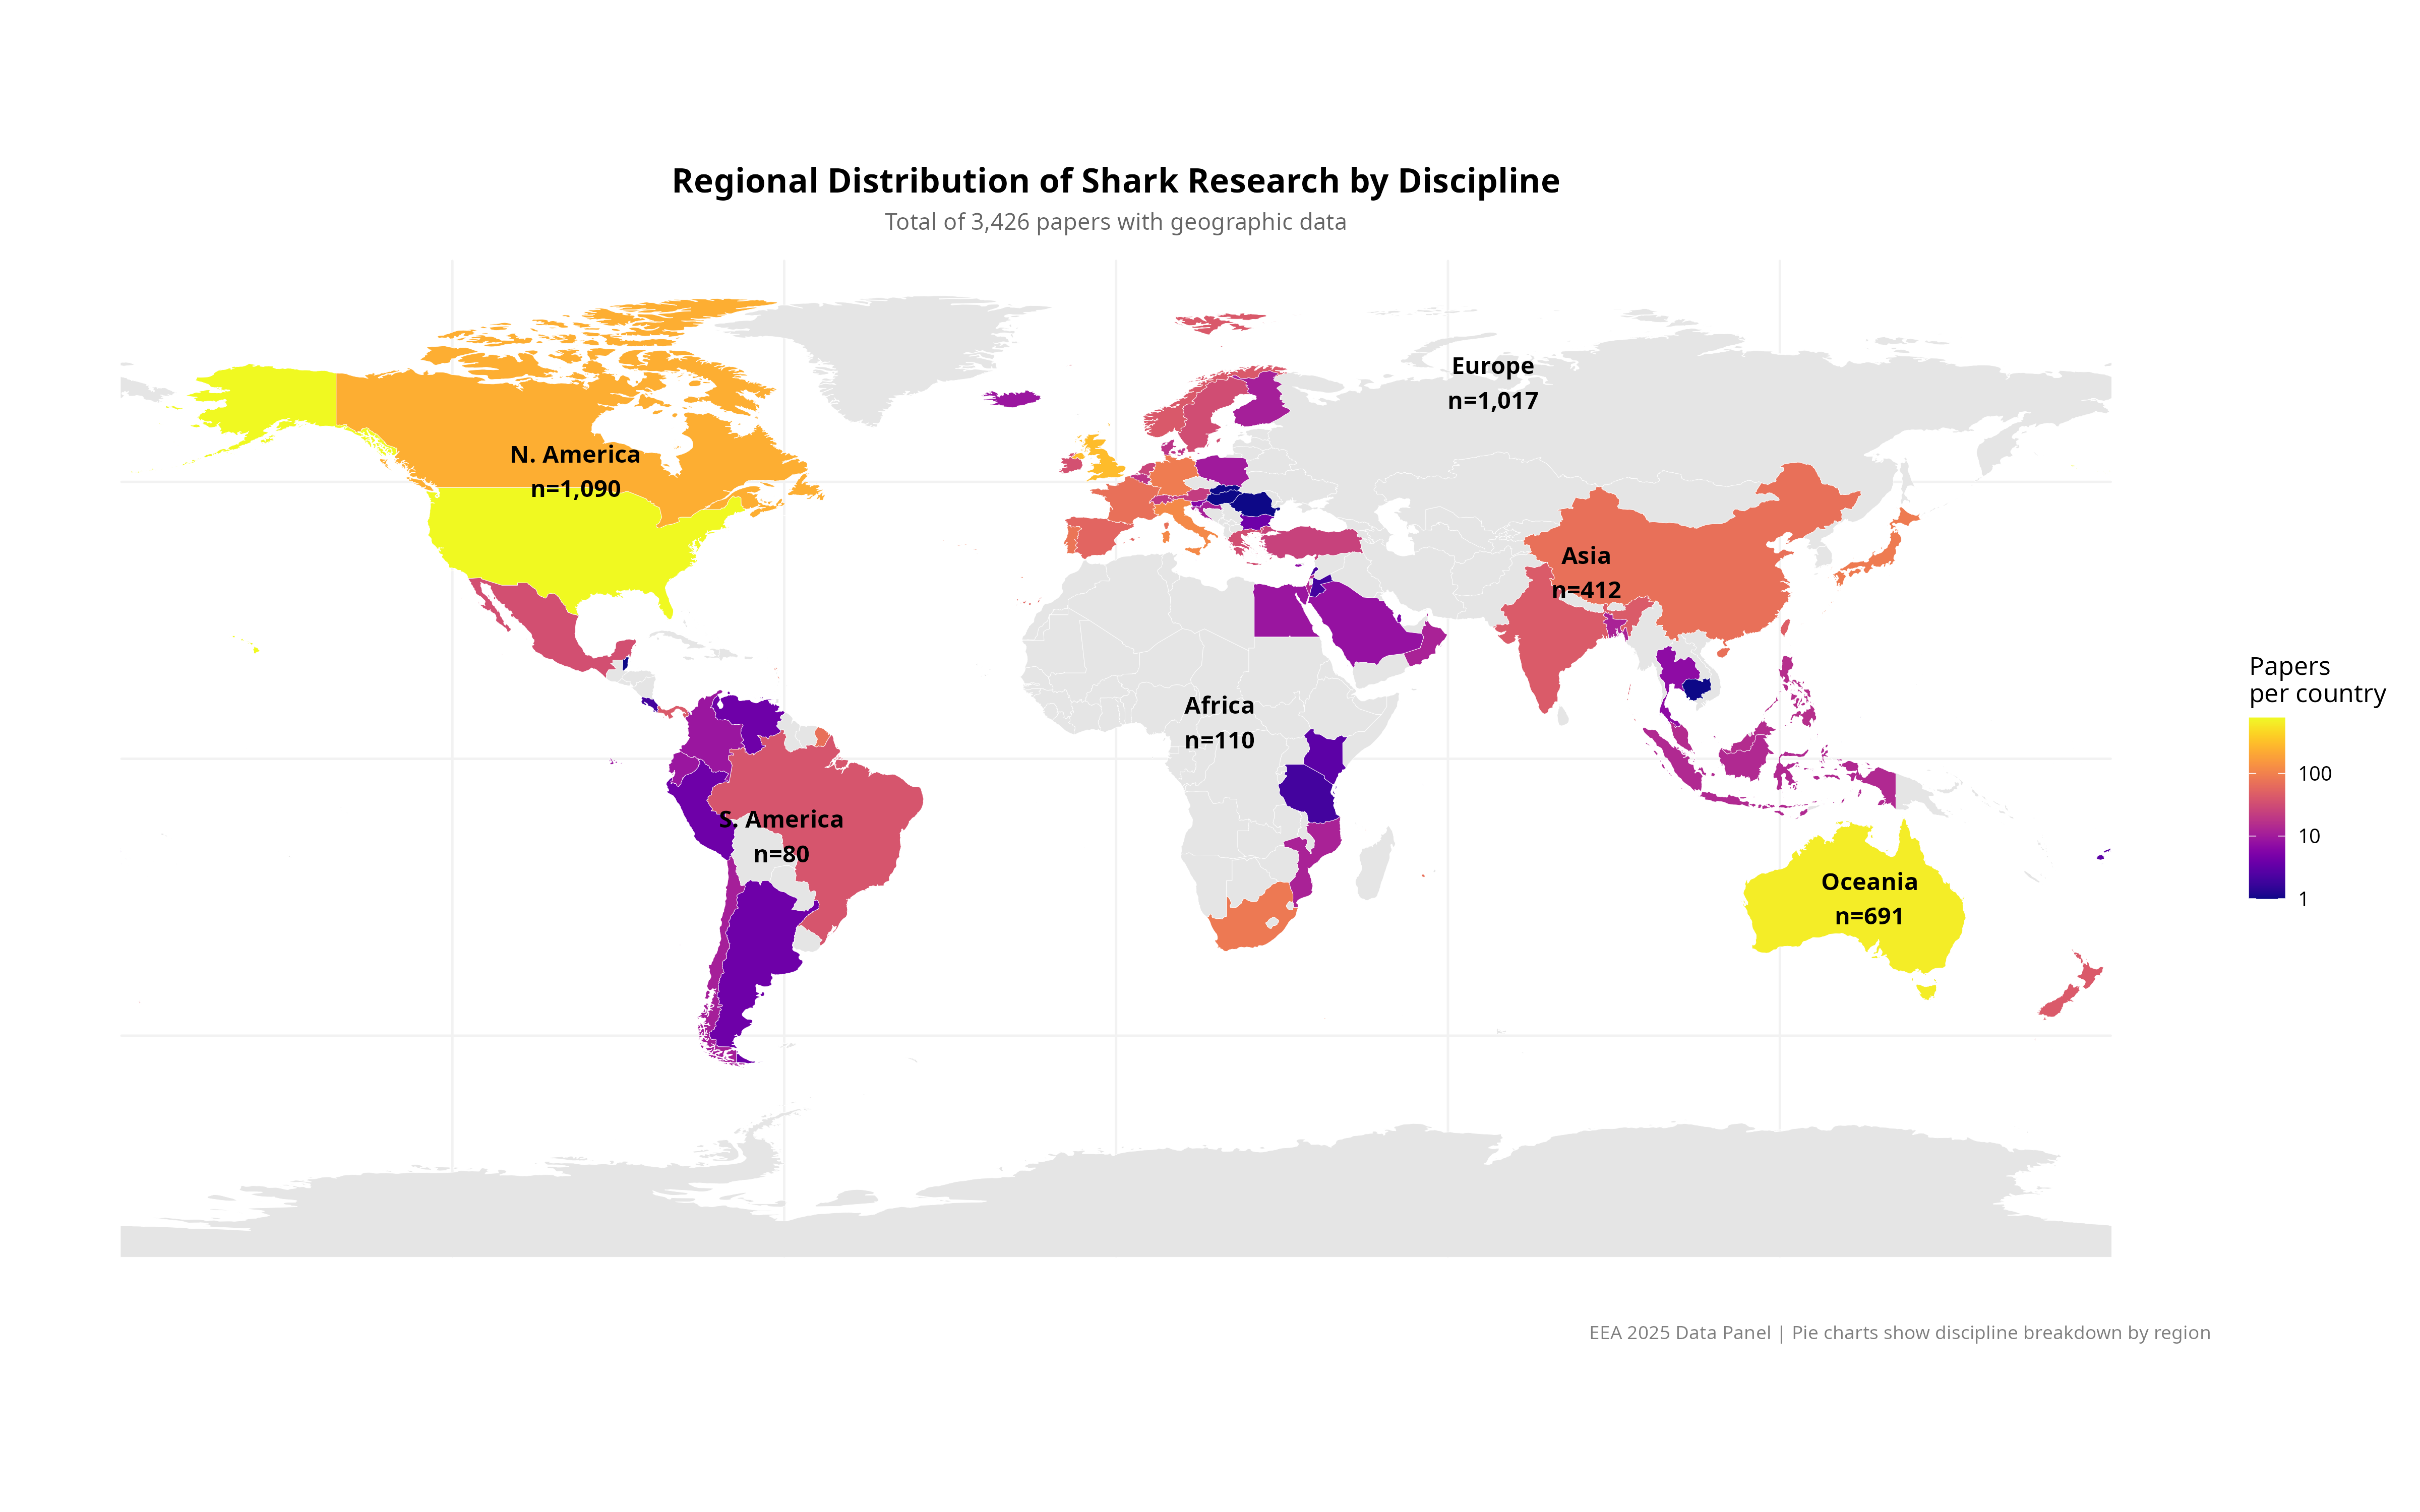 Regional Distribution of Shark Research by Discipline
Total of 3,426 papers with geographic data
Europe
n=1,017
N. America
n=1,090
Asia
n=412
Africa
n=110
S. America
n=80
Oceania
n=691
Papers
per country
100
10
1
EEA 2025 Data Panel | Pie charts show discipline breakdown by region